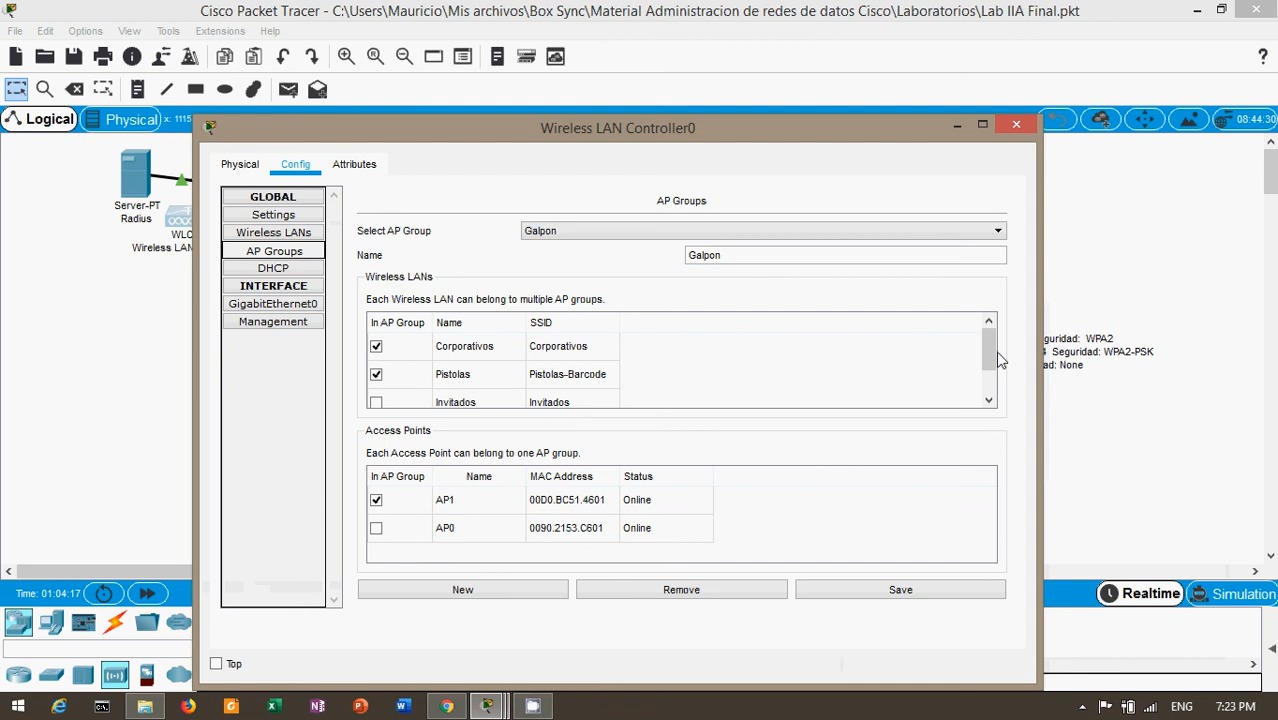 Cisco Packet Tracer - C:\Users\Mauricio\Mis archivos\Box Sync\Material Administracion de redes de datos Cisco\Laboratorios\Lab IIA Final.pkt
File Edit Options View Tools Extensions Help
Logical Physical x: 1115 08:44:30
Wireless LAN Controller0
Physical Config Attributes
GLOBAL
Settings
Wireless LANs
AP Groups
DHCP
INTERFACE
GigabitEthernet0
Management
Server-PT
Radius
WLC
Wireless LAN
AP Groups
Select AP Group Galpon
Name Galpon
Wireless LANs
Each Wireless LAN can belong to multiple AP groups.
In AP Group Name SSID
Corporativos Corporativos
Pistolas Pistolas-Barcode
Invitados Invitados
Access Points
Each Access Point can belong to one AP group.
In AP Group Name MAC Address Status
AP1 00D0.BC51.4601 Online
AP0 0090.2153.C601 Online
New Remove Save
Top
guridad: WPA2
4 Seguridad: WPA2-PSK
ad: None
Time: 01:04:17 Realtime Simulation
ENG 7:23 PM